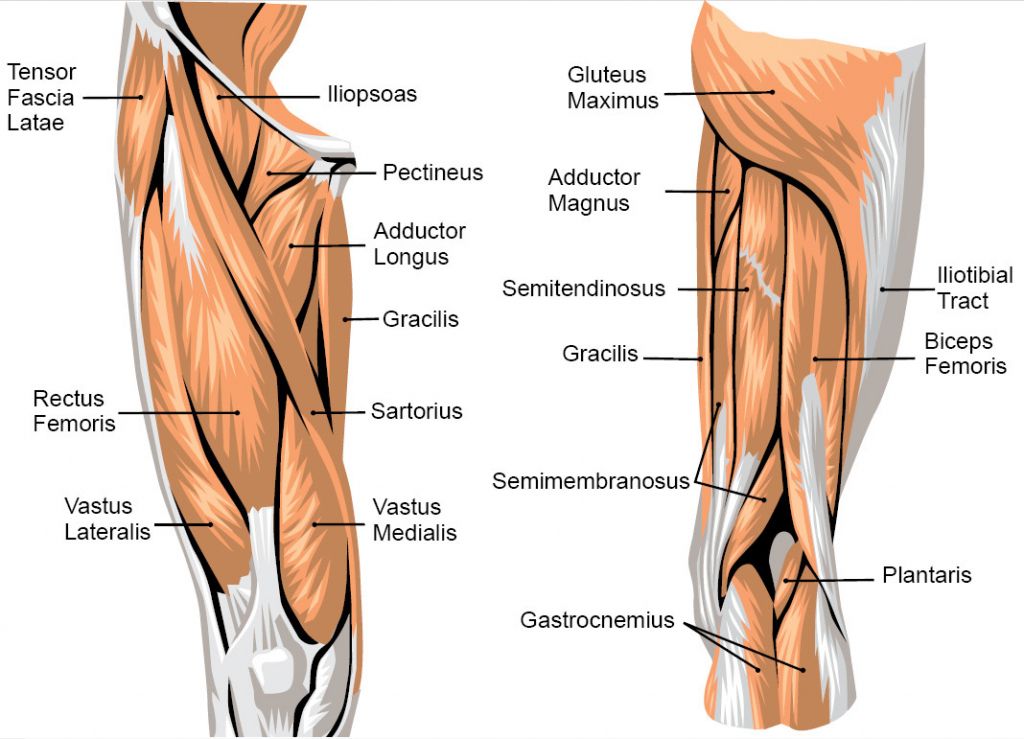 Tensor
Fascia
Latae
Iliopsoas
Pectineus
Adductor
Longus
Gracilis
Rectus
Femoris
Sartorius
Vastus
Lateralis
Vastus
Medialis
Gluteus
Maximus
Adductor
Magnus
Semitendinosus
Iliotibial
Tract
Gracilis
Biceps
Femoris
Semimembranosus
Plantaris
Gastrocnemius